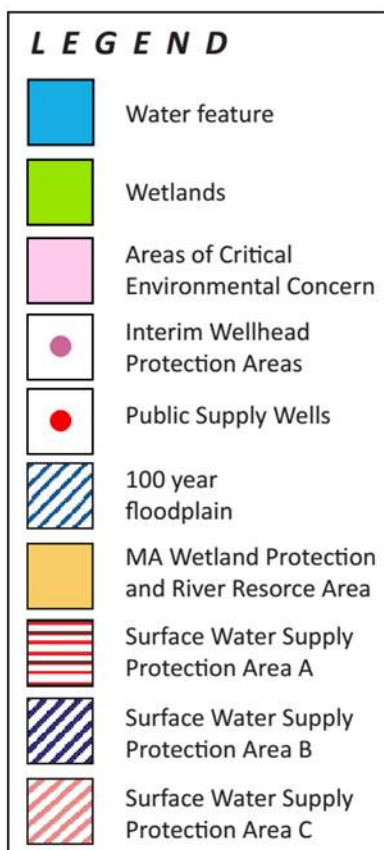 LEGEND
Water feature
Wetlands
Areas of Critical
Environmental Concern
Interim Wellhead
Protection Areas
Public Supply Wells
100 year
floodplain
MA Wetland Protection
and River Resorce Area
Surface Water Supply
Protection Area A
Surface Water Supply
Protection Area B
Surface Water Supply
Protection Area C